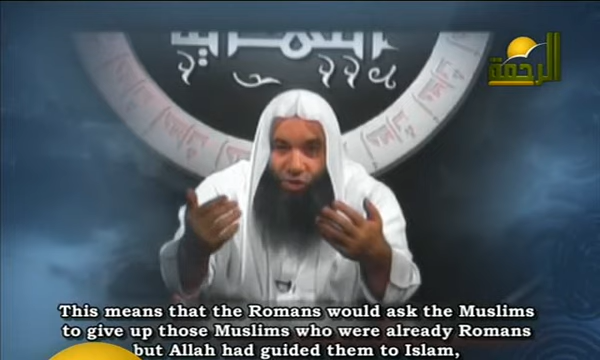 الرحمة
This means that the Romans would ask the Muslims
to give up those Muslims who were already Romans
but Allah had guided them to Islam,